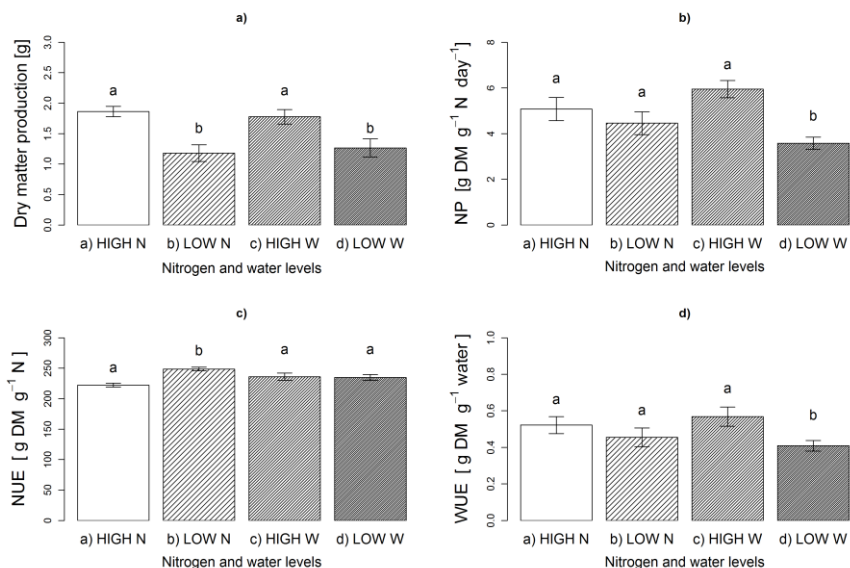 a)
Dry matter production [g]
3.0
2.5
2.0
1.5
1.0
0.5
0.0
a
b
a
b
a) HIGH N b) LOW N c) HIGH W d) LOW W
Nitrogen and water levels
b)
NP [g DM g⁻¹ N day⁻¹]
8
6
4
2
0
a
a
a
b
a) HIGH N b) LOW N c) HIGH W d) LOW W
Nitrogen and water levels
c)
NUE [ g DM g⁻¹ N ]
300
250
200
150
100
50
0
a
b
a
a
a) HIGH N b) LOW N c) HIGH W d) LOW W
Nitrogen and water levels
d)
WUE [ g DM g⁻¹ water ]
1.0
0.8
0.6
0.4
0.2
0.0
a
a
a
b
a) HIGH N b) LOW N c) HIGH W d) LOW W
Nitrogen and water levels